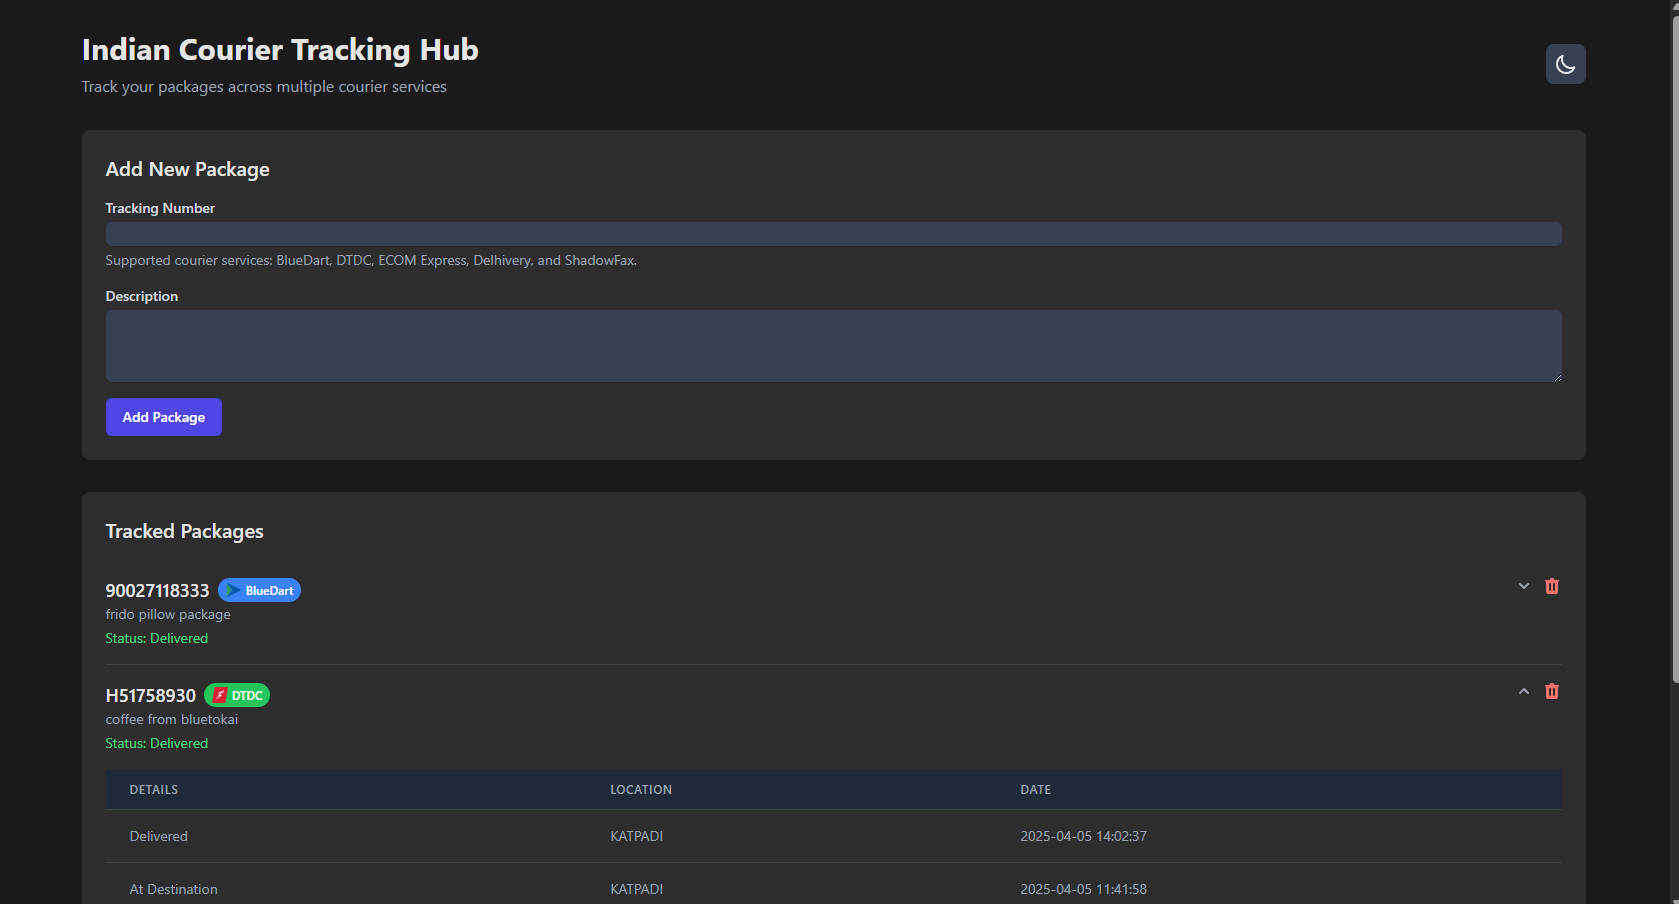 Indian Courier Tracking Hub
Track your packages across multiple courier services
Add New Package
Tracking Number
Supported courier services: BlueDart, DTDC, ECOM Express, Delhivery, and ShadowFax.
Description
Add Package
Tracked Packages
90027118333 BlueDart
frido pillow package
Status: Delivered
H51758930 DTDC
coffee from bluetokai
Status: Delivered
DETAILS LOCATION DATE
Delivered KATPADI 2025-04-05 14:02:37
At Destination KATPADI 2025-04-05 11:41:58